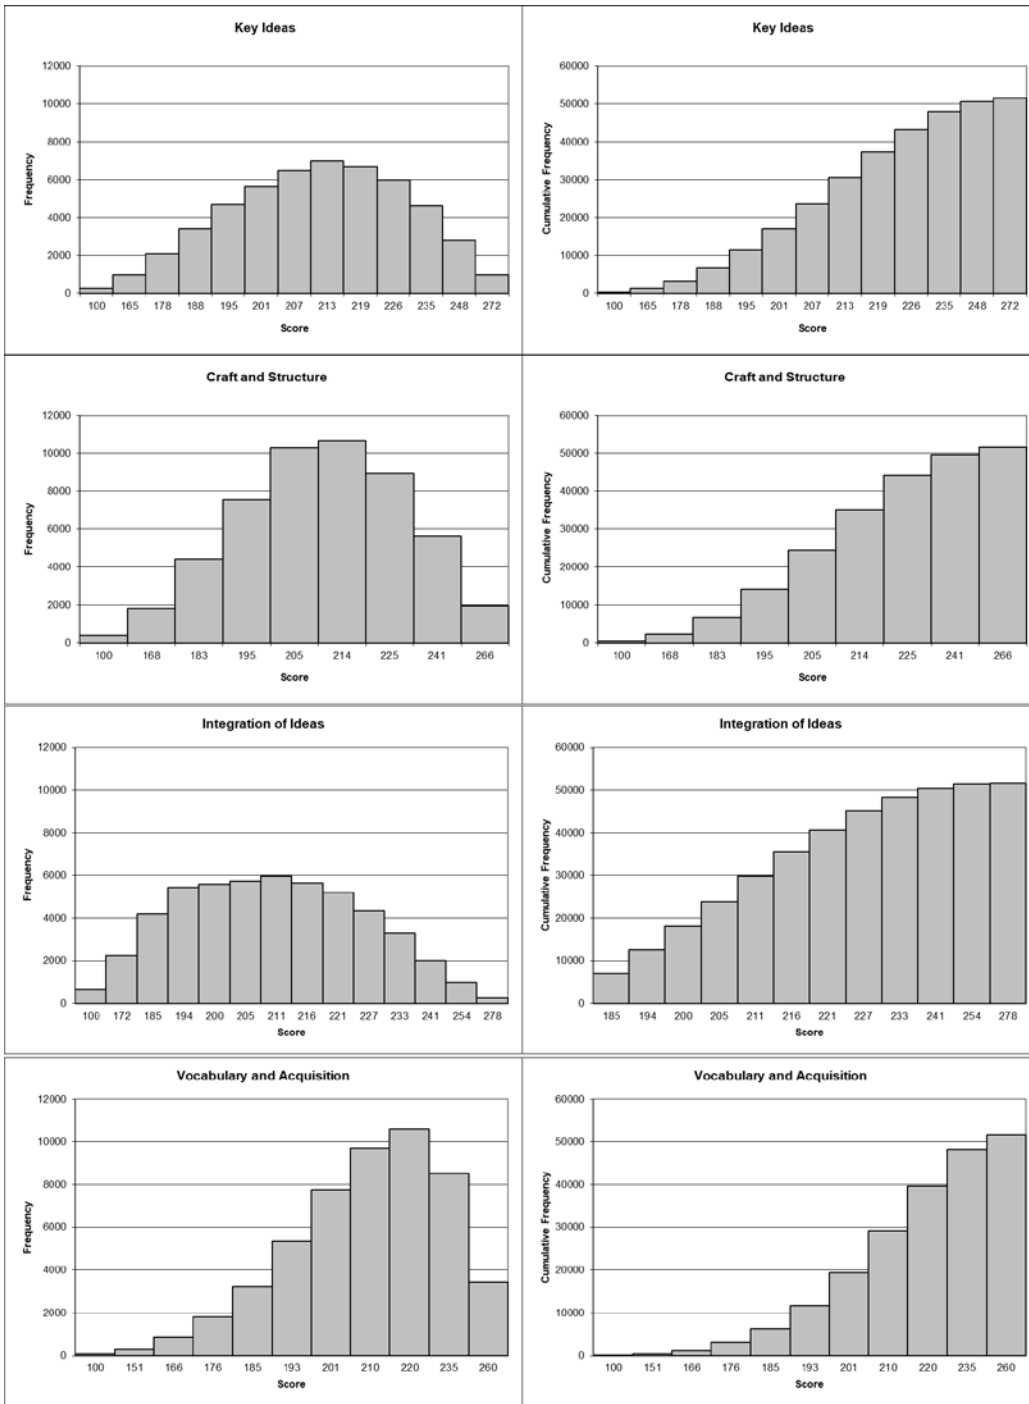 Key Ideas
12000
10000
8000
6000
4000
2000
0
Frequency
100 165 178 188 195 201 207 213 219 226 235 248 272
Score
Key Ideas
60000
50000
40000
30000
20000
10000
0
Cumulative Frequency
100 165 178 188 195 201 207 213 219 226 235 248 272
Score
Craft and Structure
12000
10000
8000
6000
4000
2000
0
Frequency
100 168 183 195 205 214 225 241 266
Score
Craft and Structure
60000
50000
40000
30000
20000
10000
0
Cumulative Frequency
100 168 183 195 205 214 225 241 266
Score
Integration of Ideas
12000
10000
8000
6000
4000
2000
0
Frequency
100 172 185 194 200 205 211 216 221 227 233 241 254 278
Score
Integration of Ideas
60000
50000
40000
30000
20000
10000
0
Cumulative Frequency
185 194 200 205 211 216 221 227 233 241 254 278
Score
Vocabulary and Acquisition
12000
10000
8000
6000
4000
2000
0
Frequency
100 151 166 176 185 193 201 210 220 235 260
Score
Vocabulary and Acquisition
60000
50000
40000
30000
20000
10000
0
Cumulative Frequency
100 151 166 176 185 193 201 210 220 235 260
Score